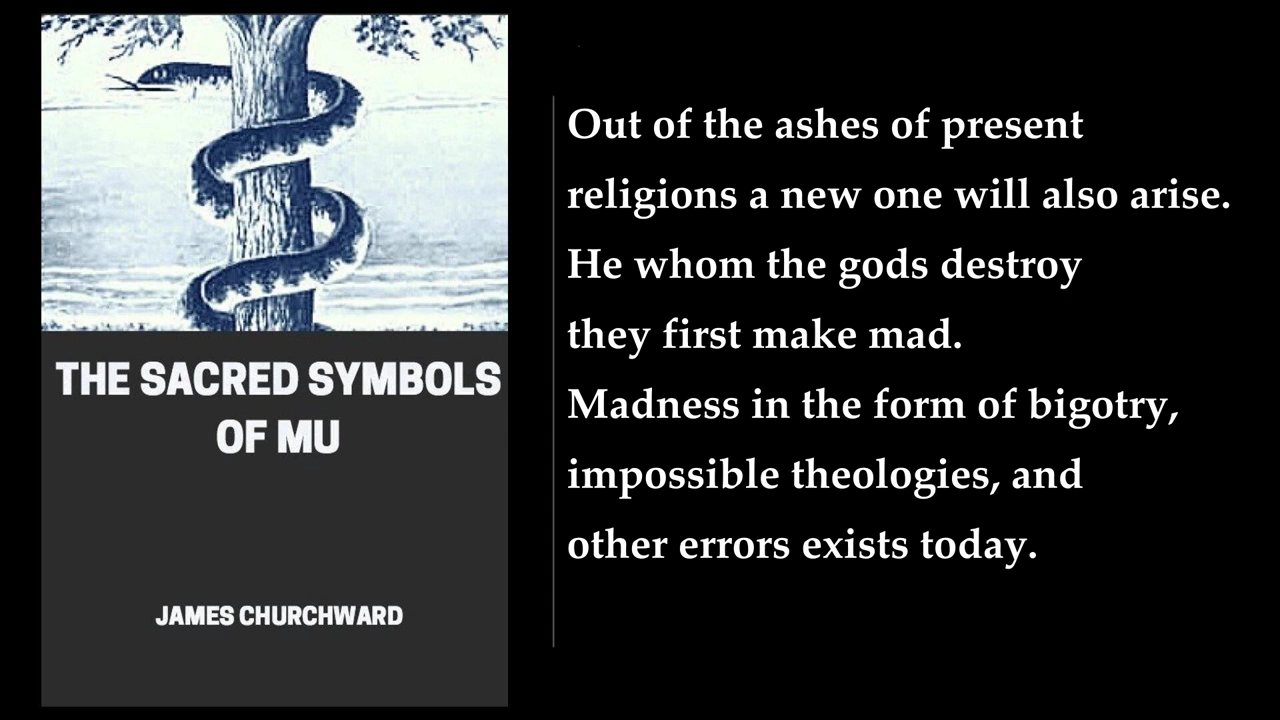 THE SACRED SYMBOLS
OF MU
JAMES CHURCHWARD
Out of the ashes of present
religions a new one will also arise.
He whom the gods destroy
they first make mad.
Madness in the form of bigotry,
impossible theologies, and
other errors exists today.